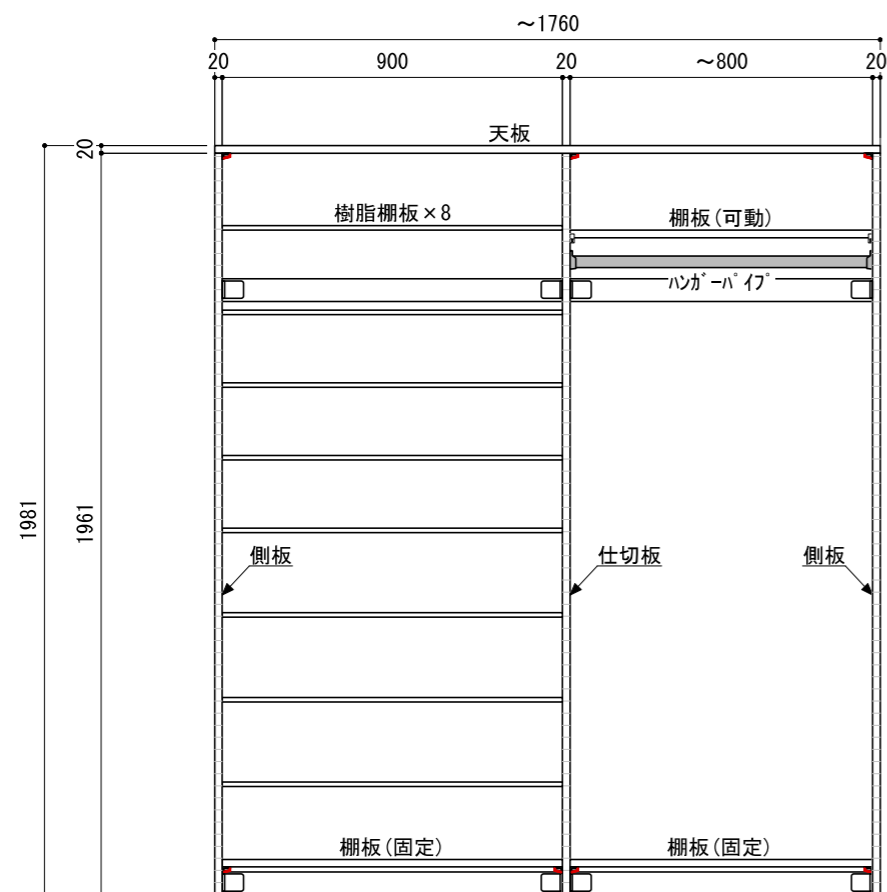 ～1760
20
900
20
～800
20
天板
20
樹脂棚板×8
棚板(可動)
ﾊﾝｶﾞｰﾊﾟｲﾌﾟ
1981
1961
側板
仕切板
側板
棚板(固定)
棚板(固定)